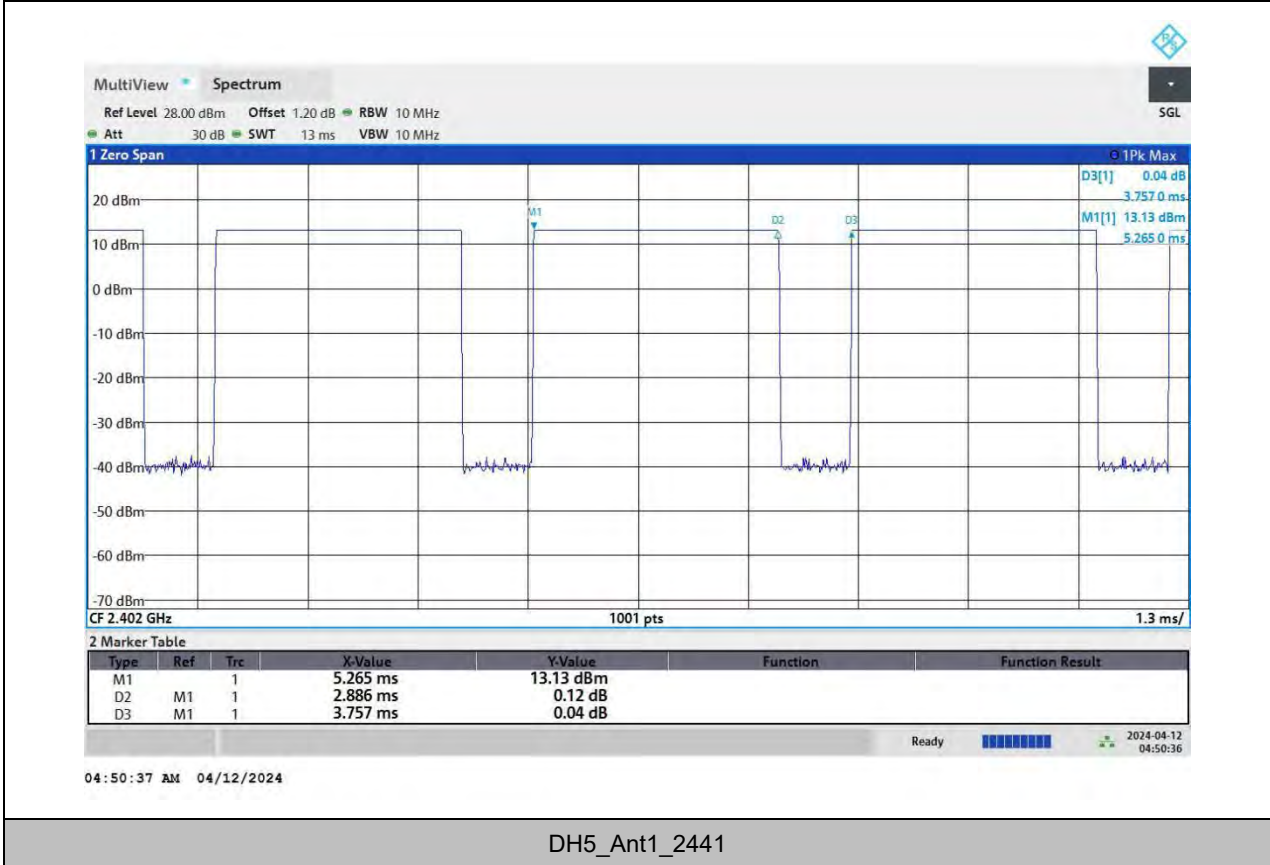 MultiView Spectrum
Ref Level 28.00 dBm Offset 1.20 dB RBW 10 MHz
SGL
Att 30 dB SWT 13 ms VBW 10 MHz
1 Zero Span 1Pk Max
D3[1] 0.04 dB
3.757 0 ms
M1[1] 13.13 dBm
5.265 0 ms
20 dBm
M1 D2 D3
10 dBm
0 dBm
-10 dBm
-20 dBm
-30 dBm
-40 dBm
-50 dBm
-60 dBm
-70 dBm
CF 2.402 GHz 1001 pts 1.3 ms/
2 Marker Table
Type Ref Trc X-Value Y-Value Function Function Result
M1 1 5.265 ms 13.13 dBm
D2 M1 1 2.886 ms 0.12 dB
D3 M1 1 3.757 ms 0.04 dB
Ready 2024-04-12
04:50:36
04:50:37 AM 04/12/2024
DH5_Ant1_2441